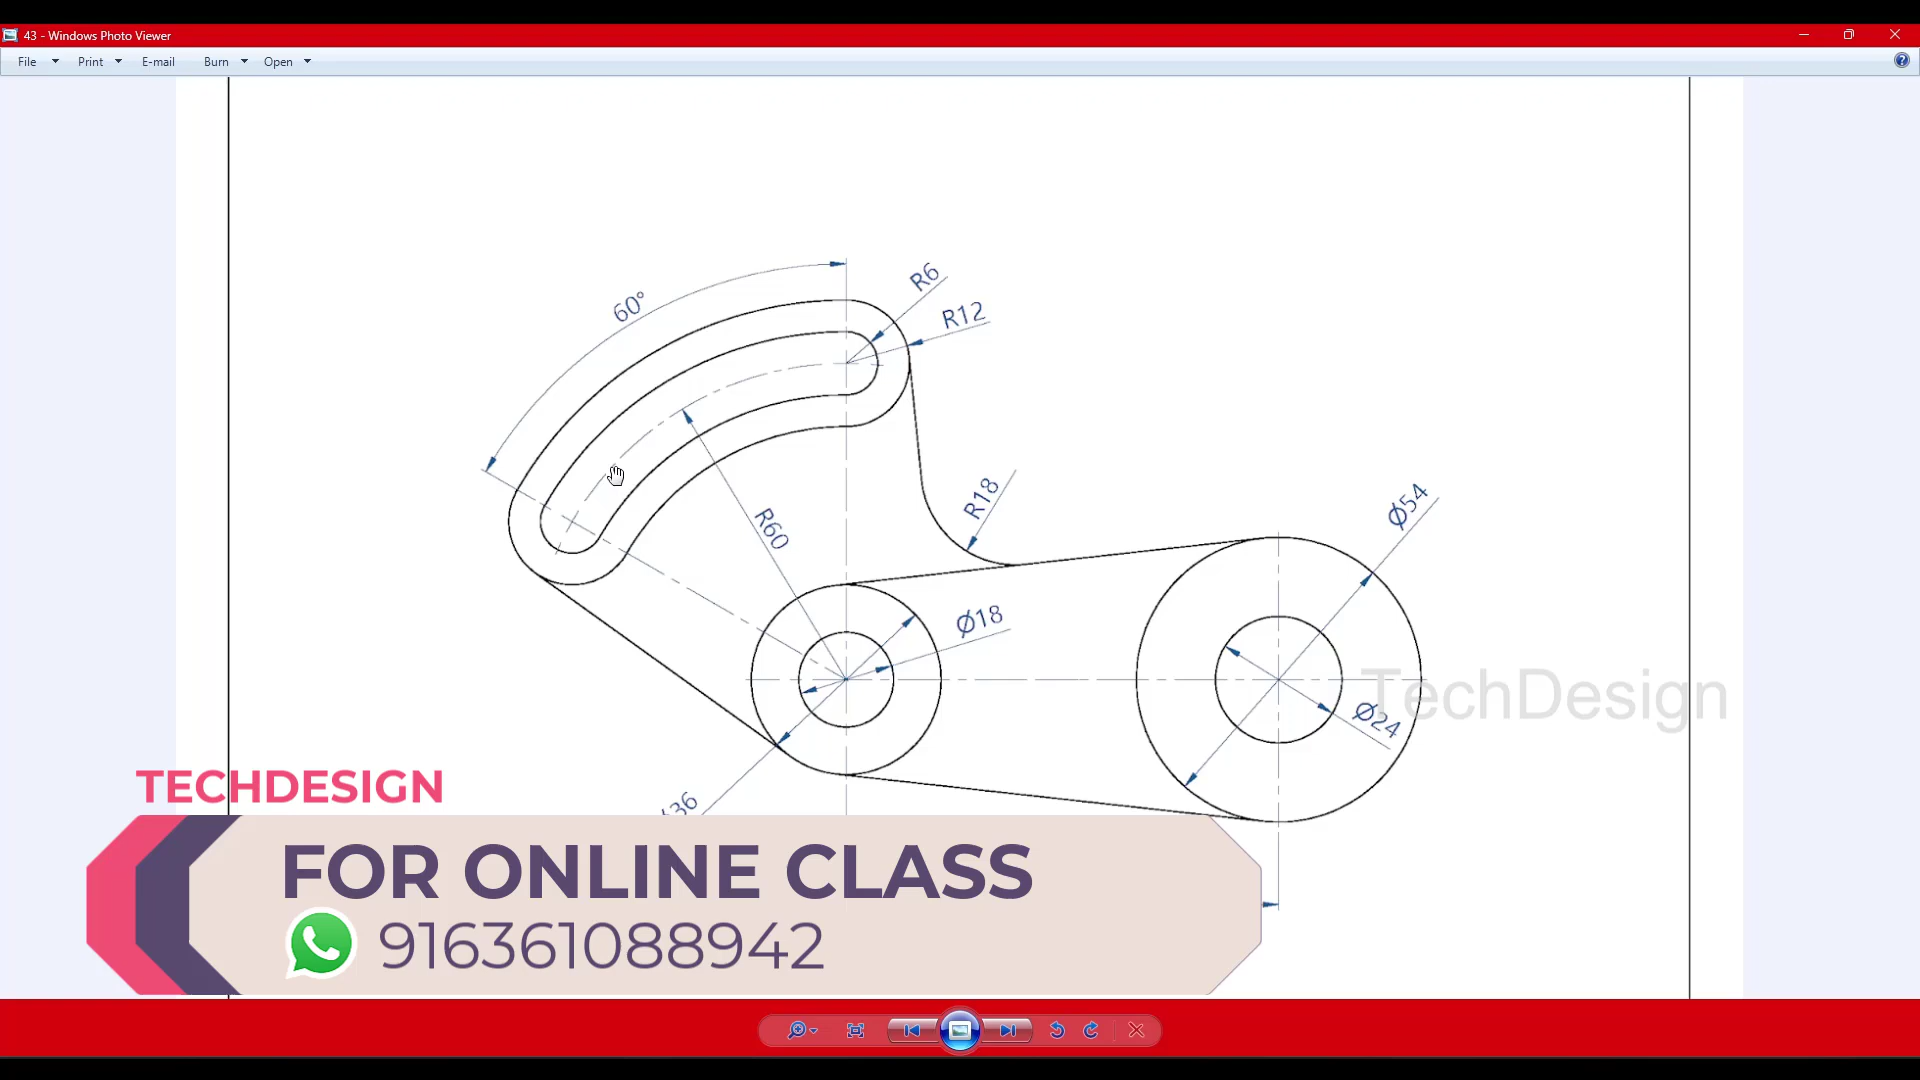 43 - Windows Photo Viewer
File Print E-mail Burn Open
60°
R6
R12
R60
R18
Ø54
Ø18
TechDesign
Ø24
36
TECHDESIGN
FOR ONLINE CLASS
916361088942